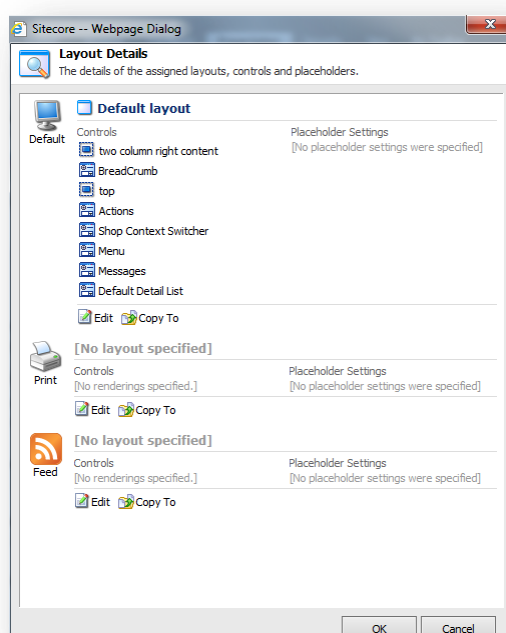 Sitecore -- Webpage Dialog
Layout Details
The details of the assigned layouts, controls and placeholders.
Default
Default layout
Controls
Placeholder Settings
two column right content
[No placeholder settings were specified]
BreadCrumb
top
Actions
Shop Context Switcher
Menu
Messages
Default Detail List
Edit Copy To
Print
[No layout specified]
Controls
Placeholder Settings
[No renderings specified.]
[No placeholder settings were specified]
Edit Copy To
Feed
[No layout specified]
Controls
Placeholder Settings
[No renderings specified.]
[No placeholder settings were specified]
Edit Copy To
OK Cancel